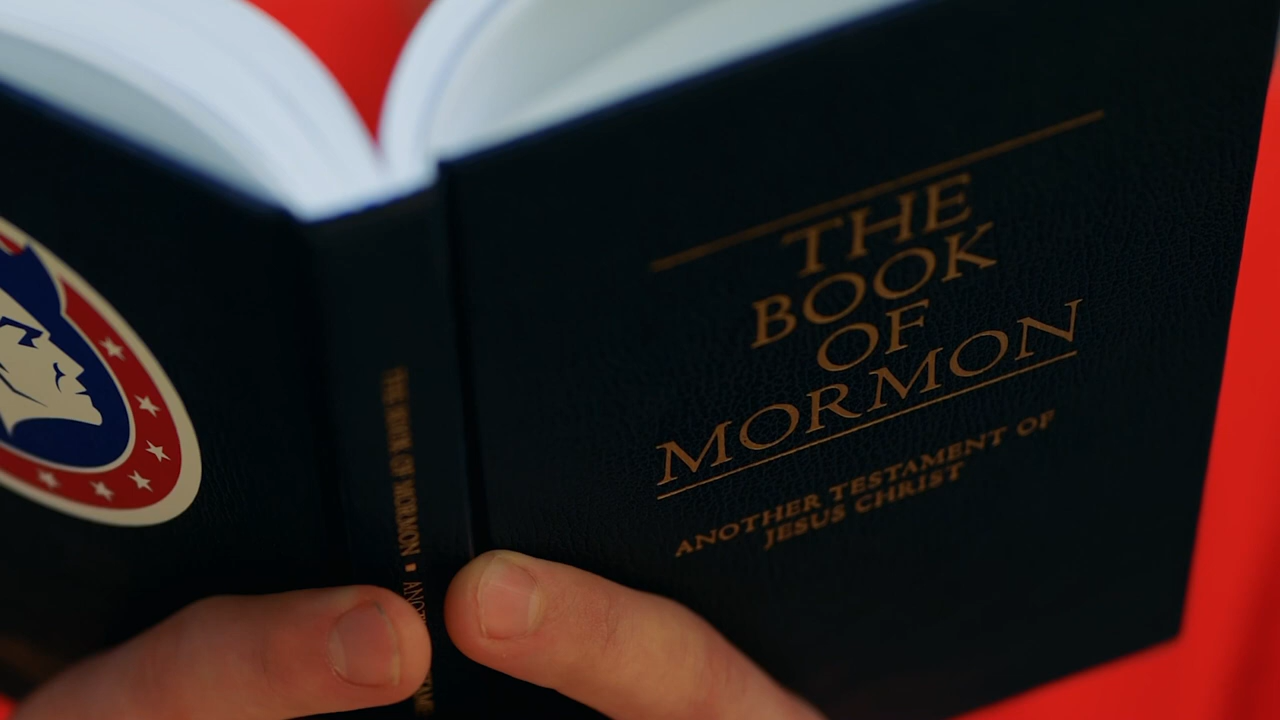 THE
BOOK
OF
MORMON
ANOTHER TESTAMENT OF
JESUS CHRIST
THE BOOK OF MORMON ▪